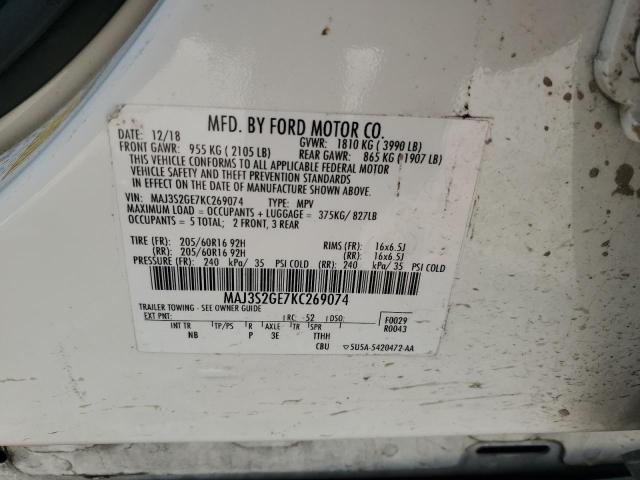 MFD. BY FORD MOTOR CO.
DATE: 12/18 GVWR: 1810 KG ( 3990 LB)
FRONT GAWR: 955 KG ( 2105 LB) REAR GAWR: 865 KG ( 1907 LB)
THIS VEHICLE CONFORMS TO ALL APPLICABLE FEDERAL MOTOR
VEHICLE SAFETY AND THEFT PREVENTION STANDARDS
IN EFFECT ON THE DATE OF MANUFACTURE SHOWN ABOVE.
VIN: MAJ3S2GE7KC269074 TYPE: MPV
MAXIMUM LOAD = OCCUPANTS + LUGGAGE = 375KG/ 827LB
OCCUPANTS = 5 TOTAL; 2 FRONT, 3 REAR
TIRE (FR): 205/60R16 92H RIMS (FR): 16x6.5J
(RR): 205/60R16 92H (RR): 16x6.5J
PRESSURE (FR): 240 kPa/ 35 PSI COLD (RR): 240 kPa/ 35 PSI COLD
MAJ3S2GE7KC269074
TRAILER TOWING - SEE OWNER GUIDE
EXT PNT: RC: 52 DSO: F0029
R0043
INT TR TP/PS R AXLE TR SPR
NB P 3E TTHH
CBU 5U5A-5420472-AA